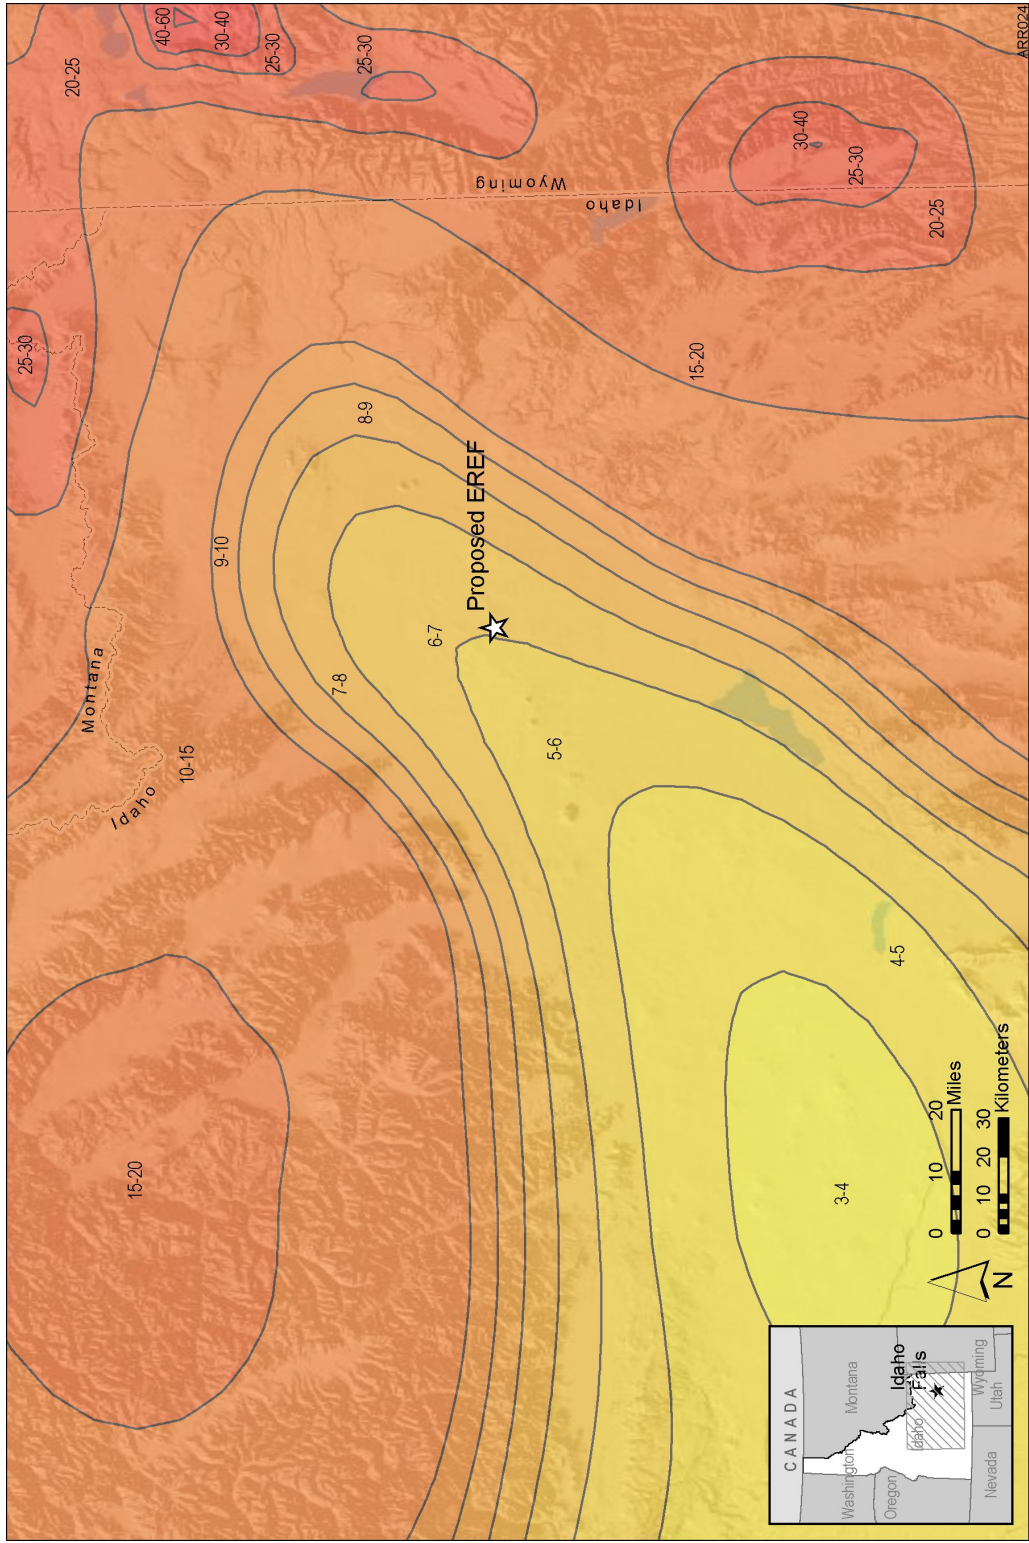 40-60
30-40
25-30
25-30
20-25
25-30
Wyoming
Idaho
30-40
25-30
20-25
15-20
8-9
9-10
Proposed EREF
6-7
7-8
5-6
Montana
Idaho
10-15
4-5
3-4
15-20
0 10 20
Miles
0 10 20 30
Kilometers
N
CANADA
Washington
Montana
Oregon
Idaho
Idaho
Falls
Wyoming
Nevada
Utah
ARR024